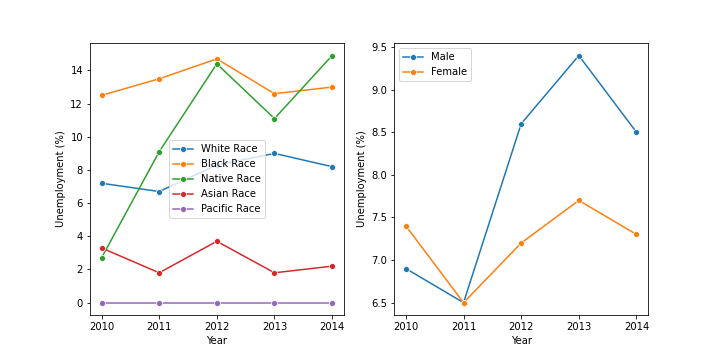 Unemployment (%)
14
12
10
8
6
4
2
0
White Race
Black Race
Native Race
Asian Race
Pacific Race
2010 2011 2012 2013 2014
Year
Unemployment (%)
9.5
9.0
8.5
8.0
7.5
7.0
6.5
Male
Female
2010 2011 2012 2013 2014
Year